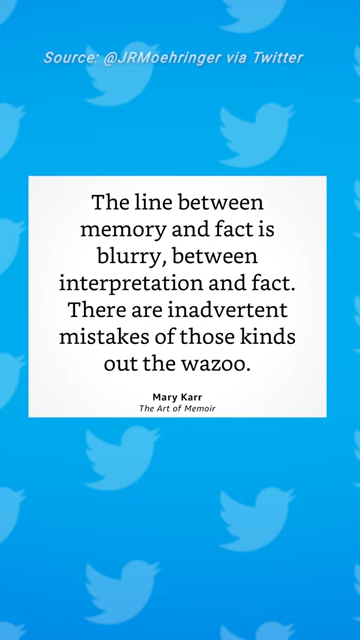 Source: @JRMoehringer via Twitter
The line between
memory and fact is
blurry, between
interpretation and fact.
There are inadvertent
mistakes of those kinds
out the wazoo.
Mary Karr
The Art of Memoir